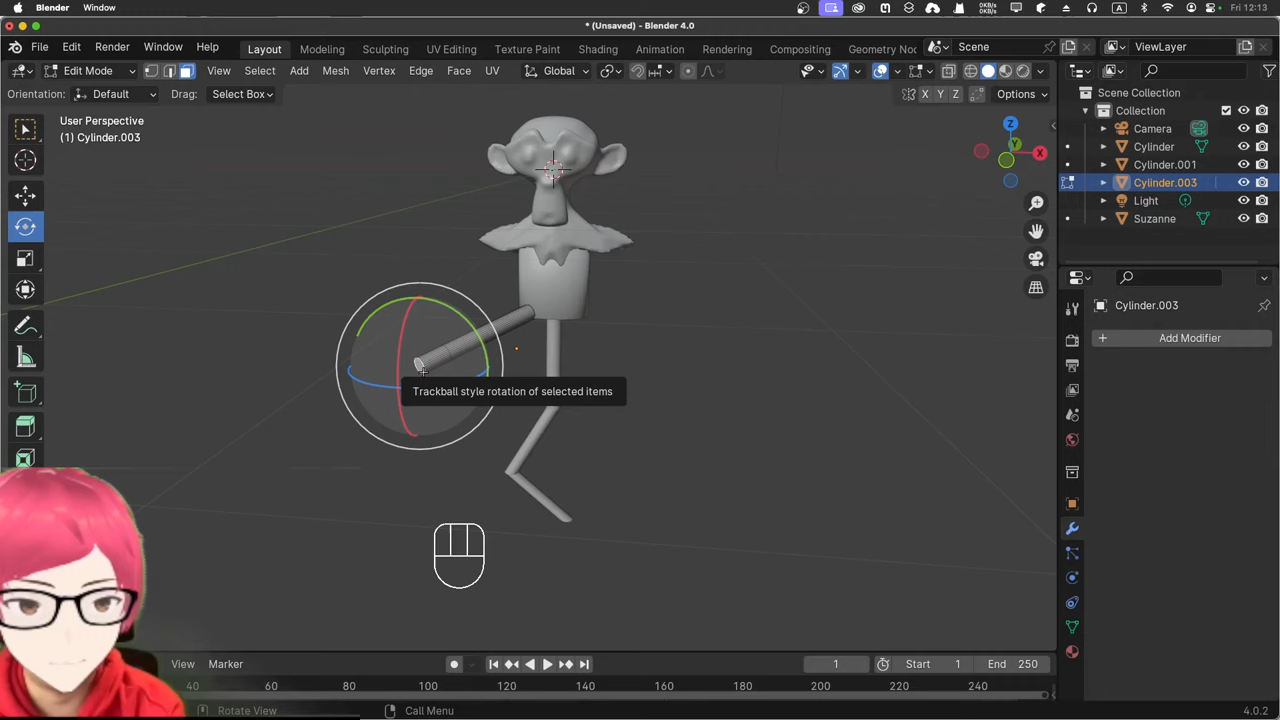 Blender Window 0KB/s 0KB/s A Fri 12:13
* (Unsaved) - Blender 4.0
File Edit Render Window Help Layout Modeling Sculpting UV Editing Texture Paint Shading Animation Rendering Compositing Geometry Noc Scene ViewLayer
Edit Mode View Select Add Mesh Vertex Edge Face UV Global
Orientation: Default Drag: Select Box X Y Z Options
User Perspective
(1) Cylinder.003
Z
Y
X
Scene Collection
Collection
Camera
Cylinder
Cylinder.001
Cylinder.003
Light
Suzanne
Cylinder.003
Add Modifier
Trackball style rotation of selected items
View Marker 1 Start 1 End 250
40 60 80 100 120 140 160 180 200 220 240
Rotate View Call Menu 4.0.2